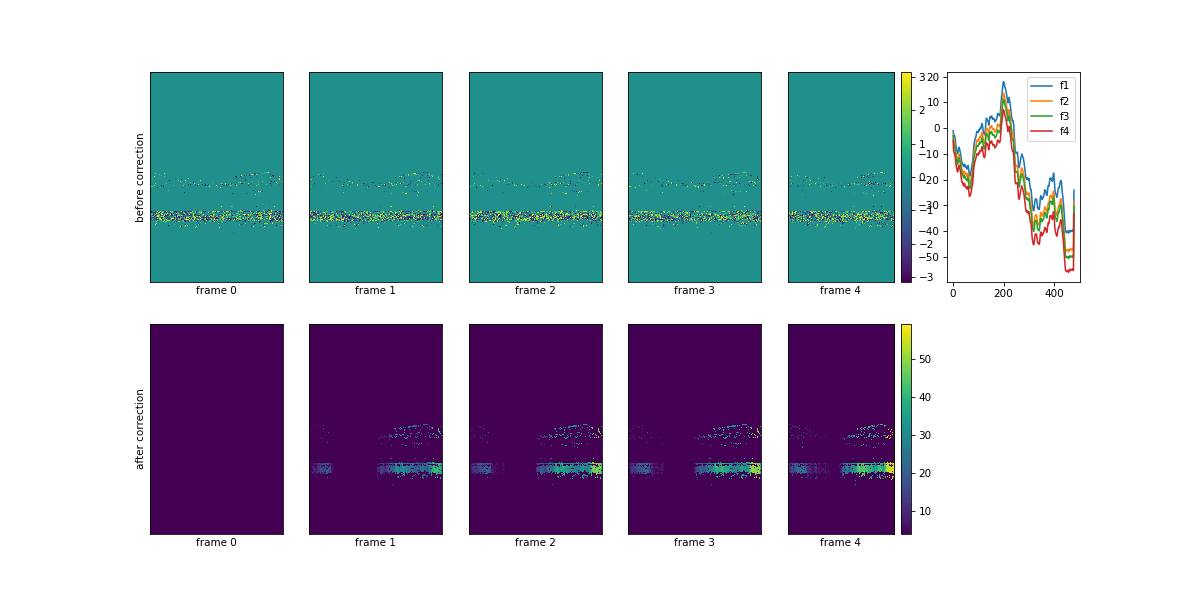 before correction
frame 0
frame 1
frame 2
frame 3
frame 4
3
2
1
0
−1
−2
−3
20
10
0
−10
−20
−30
−40
−50
0
200
400
f1
f2
f3
f4
after correction
frame 0
frame 1
frame 2
frame 3
frame 4
50
40
30
20
10